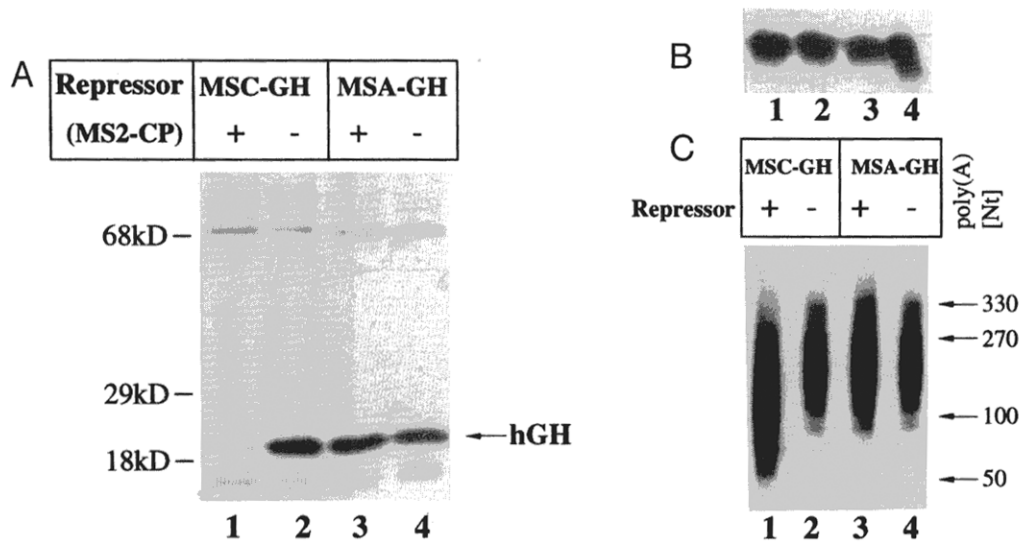 A
Repressor MSC-GH MSA-GH
(MS2-CP) + - + -
68kD
29kD
18kD
hGH
1 2 3 4
B
1 2 3 4
C
MSC-GH MSA-GH
Repressor + - + -
poly(A)
[Nt]
330
270
100
50
1 2 3 4